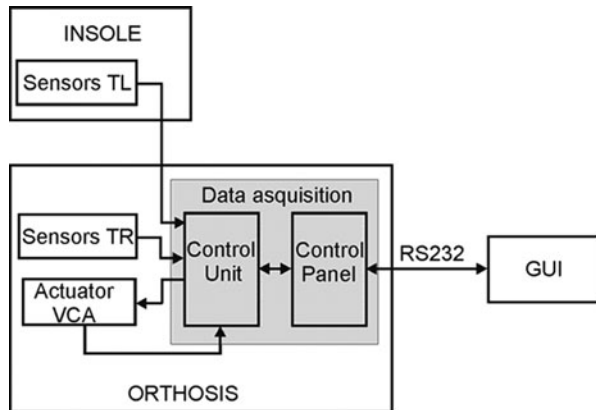 INSOLE
Sensors TL
Data asquisition
Sensors TR
Control
Unit
Control
Panel
RS232
GUI
Actuator
VCA
ORTHOSIS